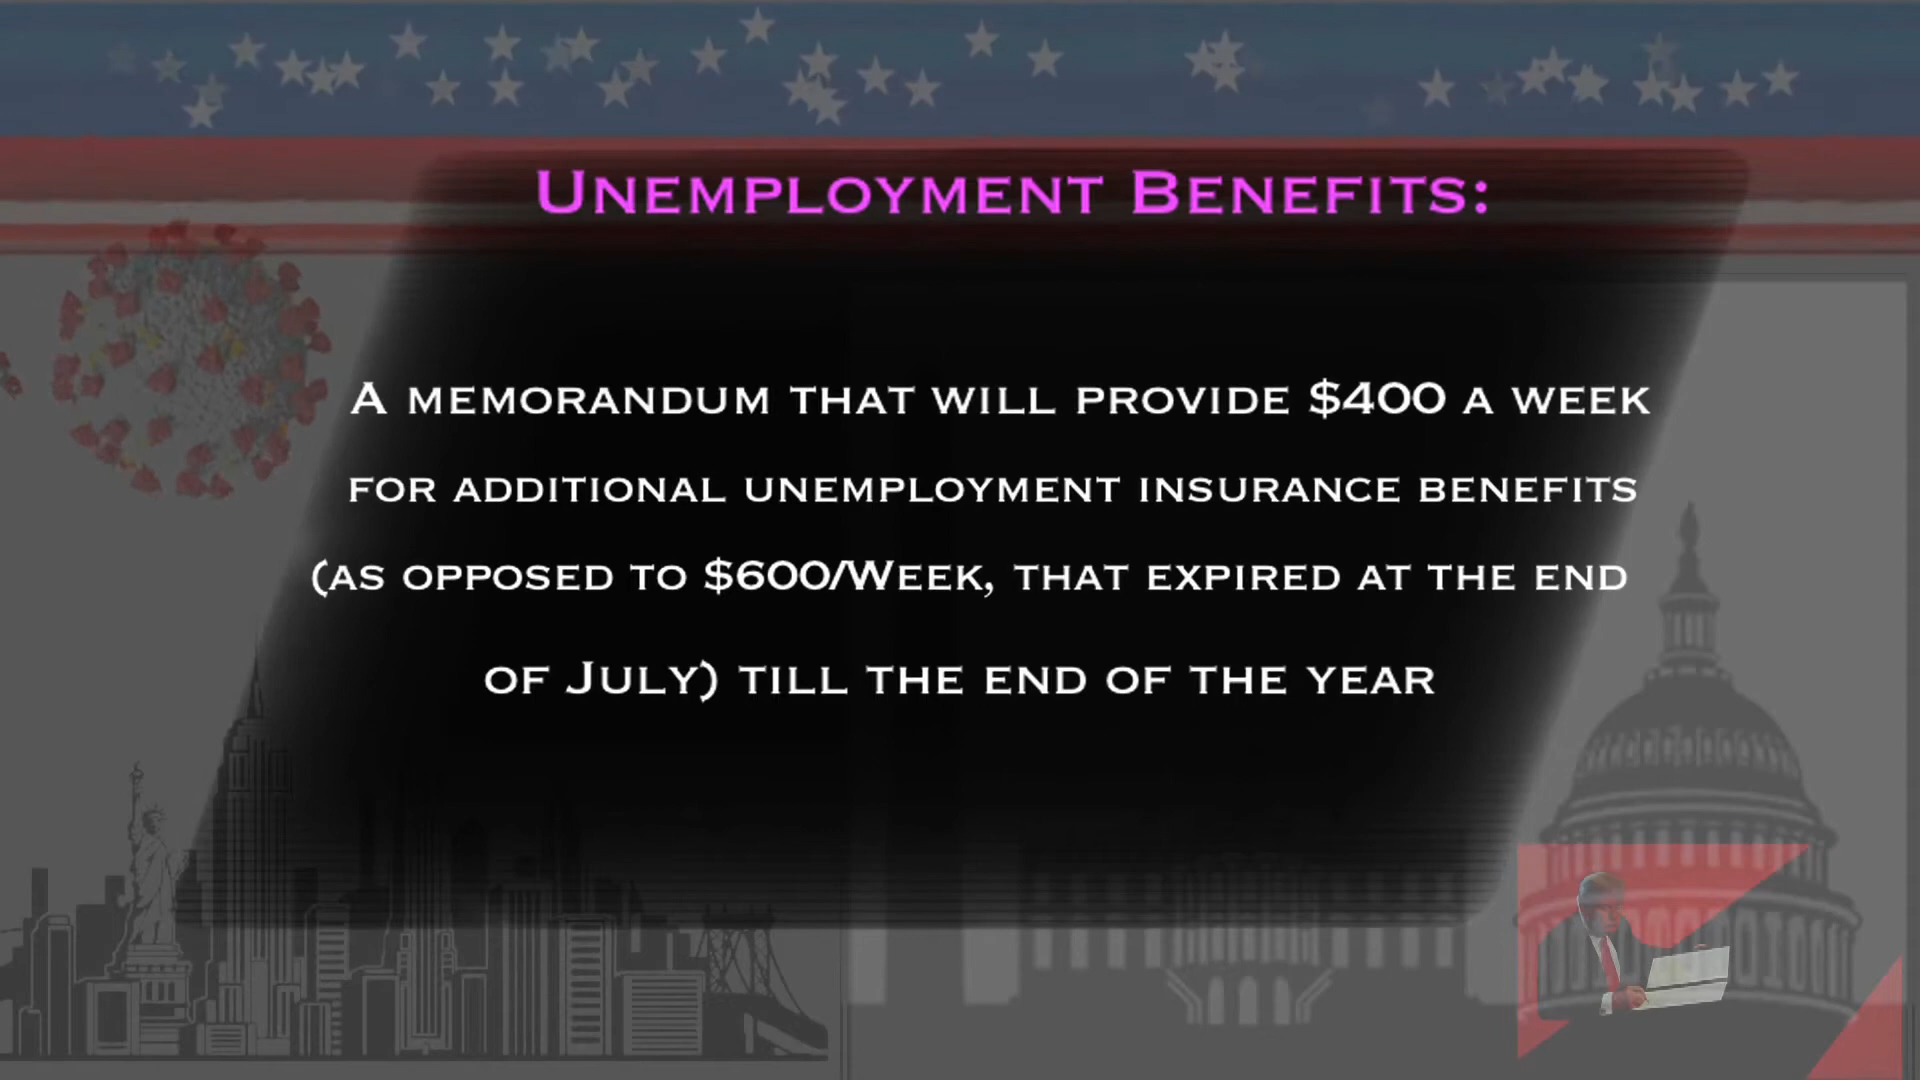 Unemployment Benefits:
A memorandum that will provide $400 a week
for additional unemployment insurance benefits
(as opposed to $600/Week, that expired at the end
of July) till the end of the year